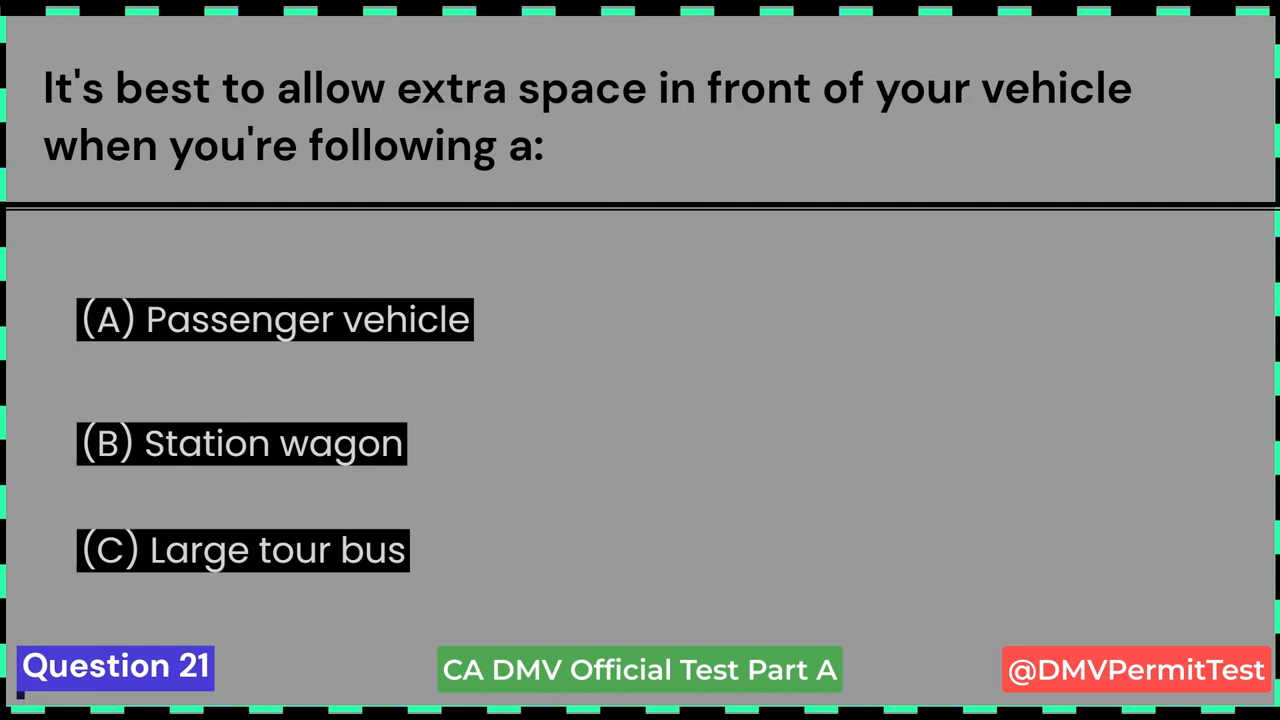 It's best to allow extra space in front of your vehicle
when you're following a:
(A) Passenger vehicle
(B) Station wagon
(C) Large tour bus
Question 21
CA DMV Official Test Part A
@DMVPermitTest